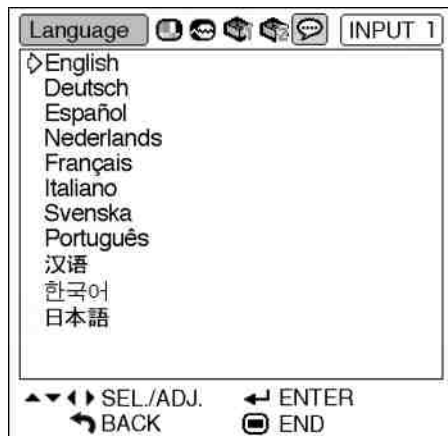 Language INPUT 1
English
Deutsch
Español
Nederlands
Français
Italiano
Svenska
Português
汉语
한국어
日本語
SEL./ADJ. ENTER
BACK END